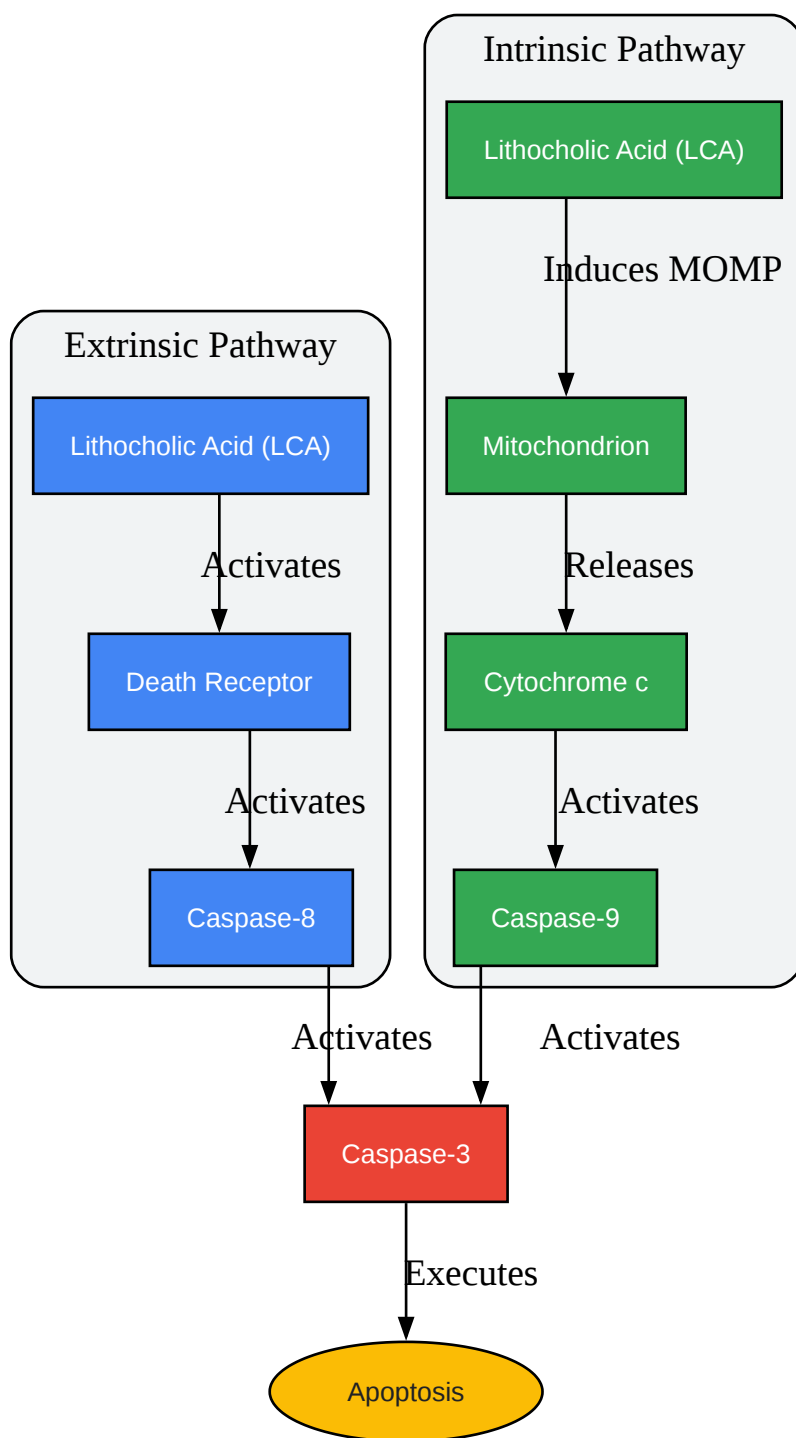 Intrinsic Pathway
Lithocholic Acid (LCA)
Induces MOMP
Extrinsic Pathway
Lithocholic Acid (LCA)
Mitochondrion
Activates
Releases
Death Receptor
Cytochrome c
Activates
Activates
Caspase-8
Caspase-9
Activates
Activates
Caspase-3
Executes
Apoptosis